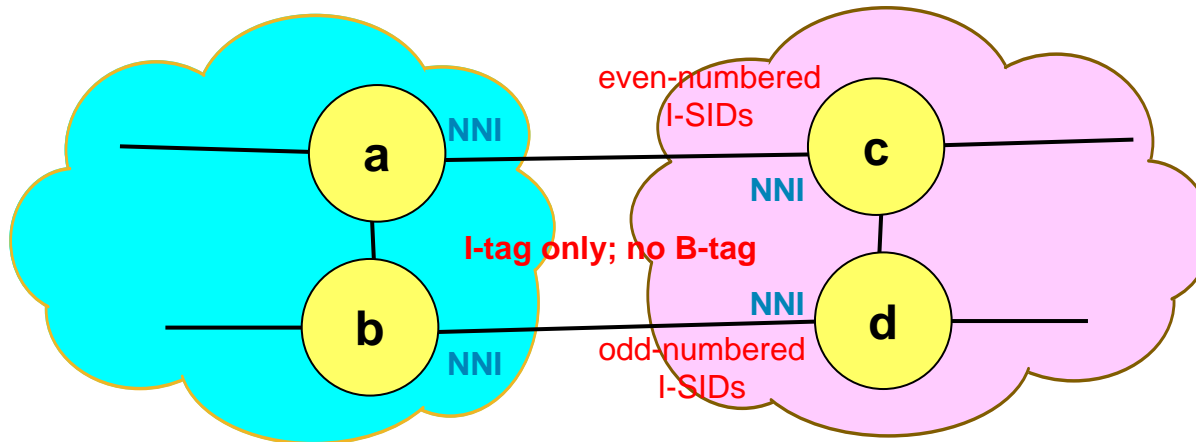 even-numbered
I-SIDs
NNI
a
c
NNI
I-tag only; no B-tag
NNI
b
d
odd-numbered
NNI
I-SIDs